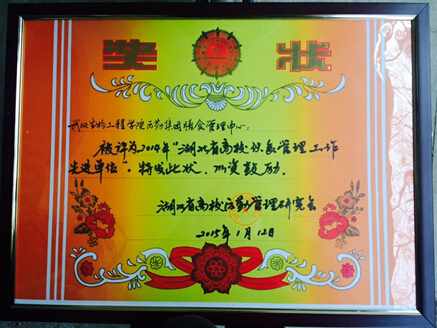 奖状
武汉生物工程学院后勤集团膳食管理中心:
被评为2014年"湖北省高校伙食管理工作
先进单位"。特发此状,以资鼓励。
湖北省高校后勤管理研究会
2015年1月12日